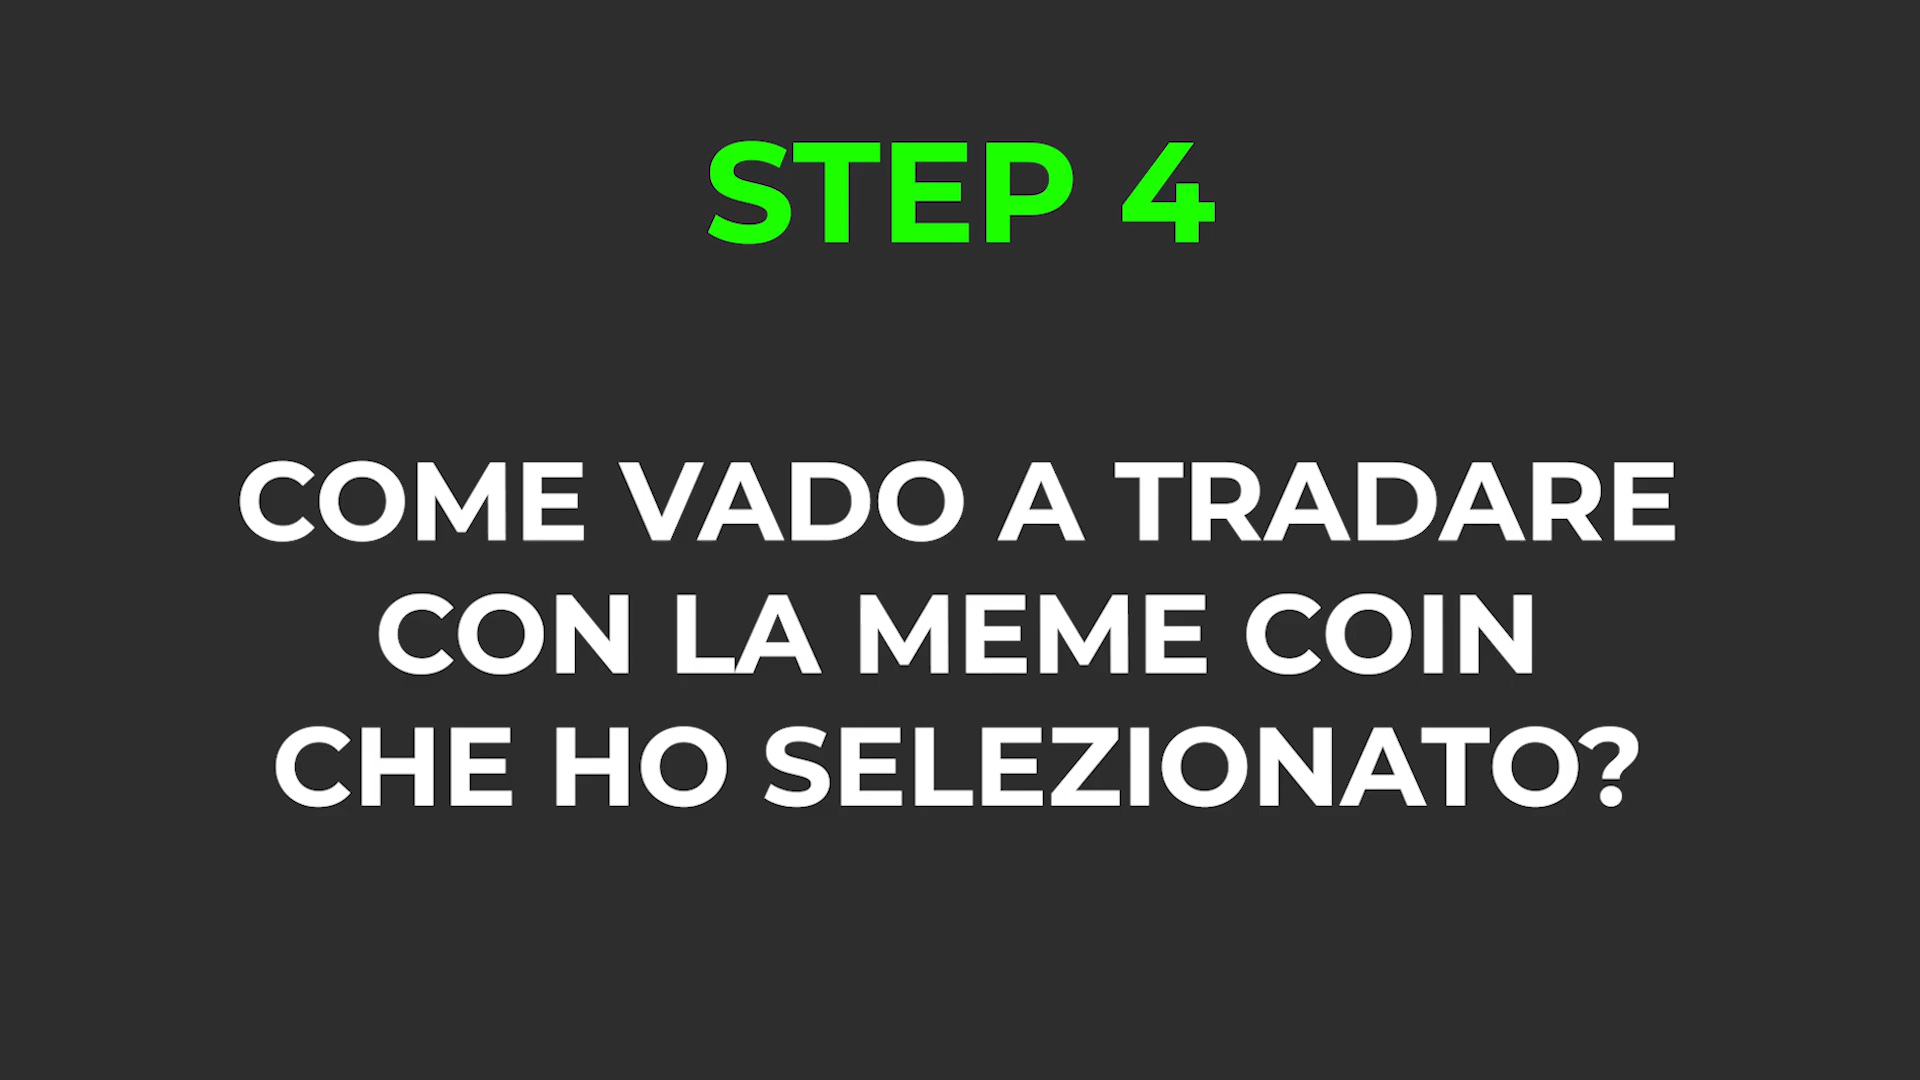 STEP 4
COME VADO A TRADARE
CON LA MEME COIN
CHE HO SELEZIONATO?